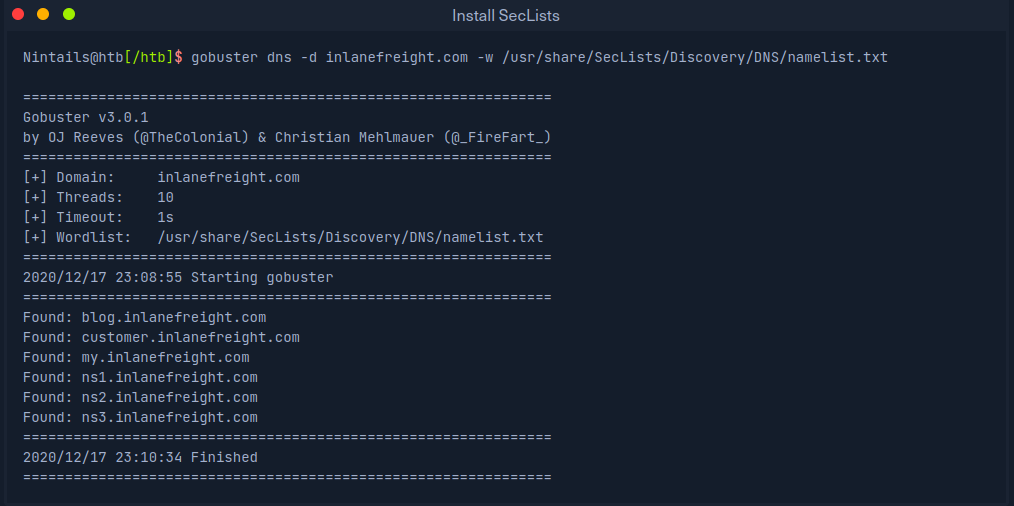 Install SecLists
Nintails@htb[/htb]$ gobuster dns -d inlanefreight.com -w /usr/share/SecLists/Discovery/DNS/namelist.txt
===============================================================
Gobuster v3.0.1
by OJ Reeves (@TheColonial) & Christian Mehlmauer (@_FireFart_)
===============================================================
[+] Domain:     inlanefreight.com
[+] Threads:    10
[+] Timeout:    1s
[+] Wordlist:   /usr/share/SecLists/Discovery/DNS/namelist.txt
===============================================================
2020/12/17 23:08:55 Starting gobuster
===============================================================
Found: blog.inlanefreight.com
Found: customer.inlanefreight.com
Found: my.inlanefreight.com
Found: ns1.inlanefreight.com
Found: ns2.inlanefreight.com
Found: ns3.inlanefreight.com
===============================================================
2020/12/17 23:10:34 Finished
===============================================================